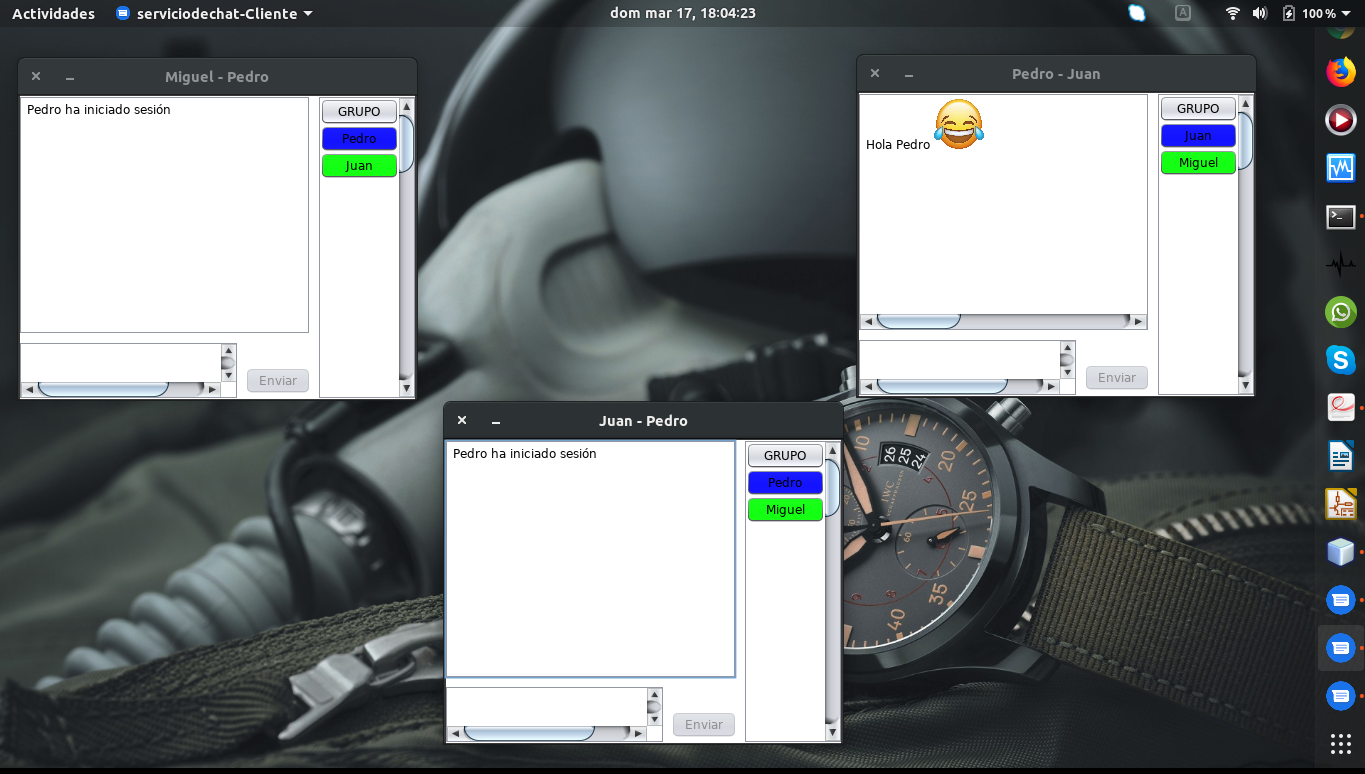 Actividades
serviciodechat-Cliente
dom mar 17, 18:04:23
A
100 %
Miguel - Pedro
Pedro ha iniciado sesión
GRUPO
Pedro
Juan
Enviar
Pedro - Juan
Hola Pedro
GRUPO
Juan
Miguel
Enviar
Juan - Pedro
Pedro ha iniciado sesión
GRUPO
Pedro
Miguel
Enviar
10
26
25
24
20
25
IWC
60
35
40